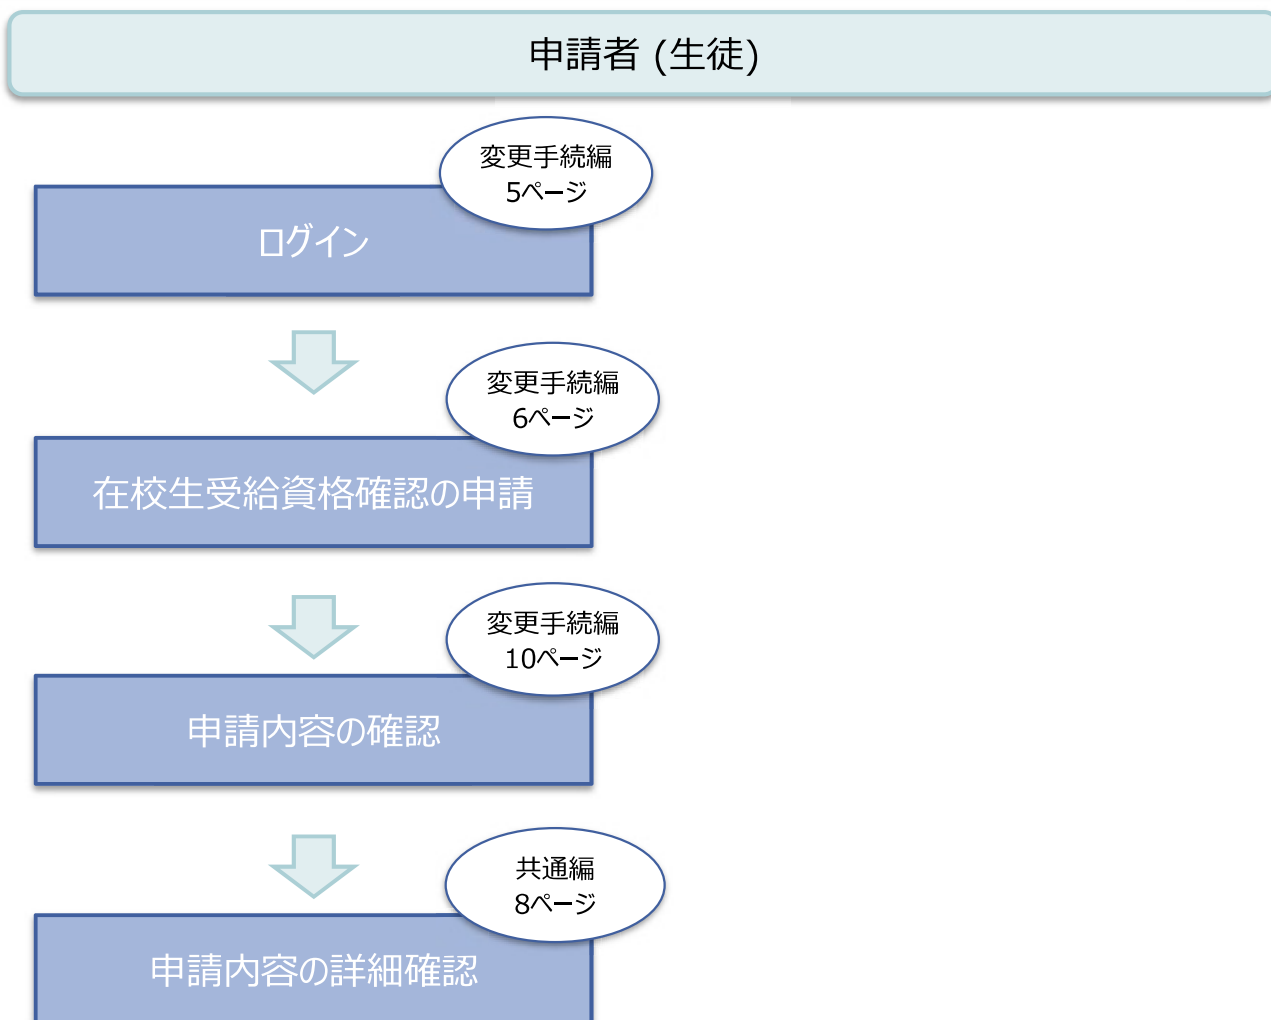 申請者 (生徒)
変更手続編
5ページ
ログイン
変更手続編
6ページ
在校生受給資格確認の申請
変更手続編
10ページ
申請内容の確認
共通編
8ページ
申請内容の詳細確認